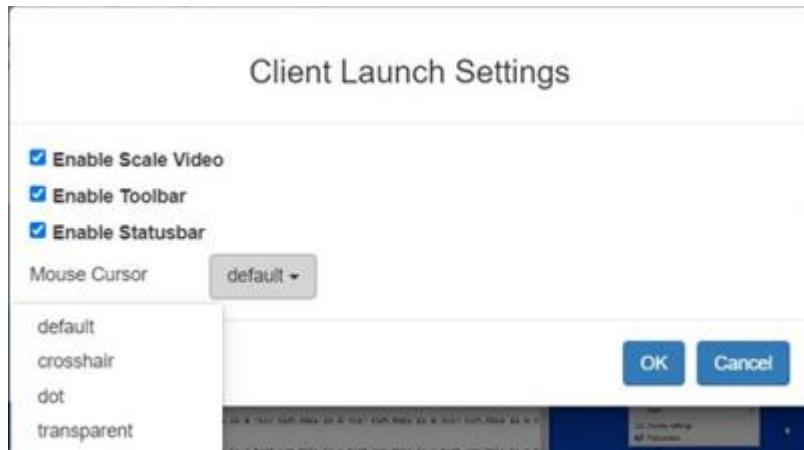 Client Launch Settings
Enable Scale Video
Enable Toolbar
Enable Statusbar
Mouse Cursor default
default
crosshair
dot
transparent
OK Cancel